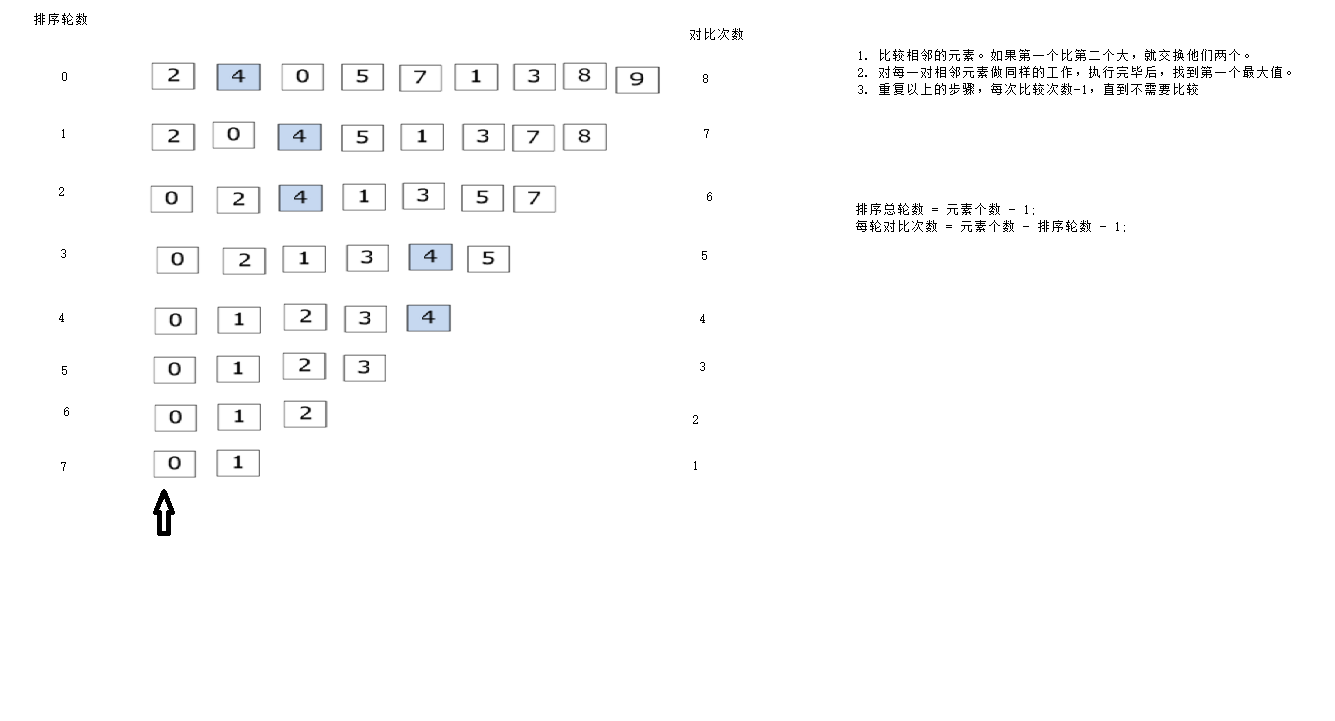 排序轮数
对比次数
0 2 4 0 5 7 1 3 8 9 8
1 2 0 4 5 1 3 7 8 7
2 0 2 4 1 3 5 7 6
3 0 2 1 3 4 5 5
4 0 1 2 3 4 4
5 0 1 2 3 3
6 0 1 2 2
7 0 1 1
1. 比较相邻的元素。如果第一个比第二个大，就交换他们两个。
2. 对每一对相邻元素做同样的工作，执行完毕后，找到第一个最大值。
3. 重复以上的步骤，每次比较次数-1，直到不需要比较
排序总轮数 = 元素个数 - 1;
每轮对比次数 = 元素个数 - 排序轮数 - 1;